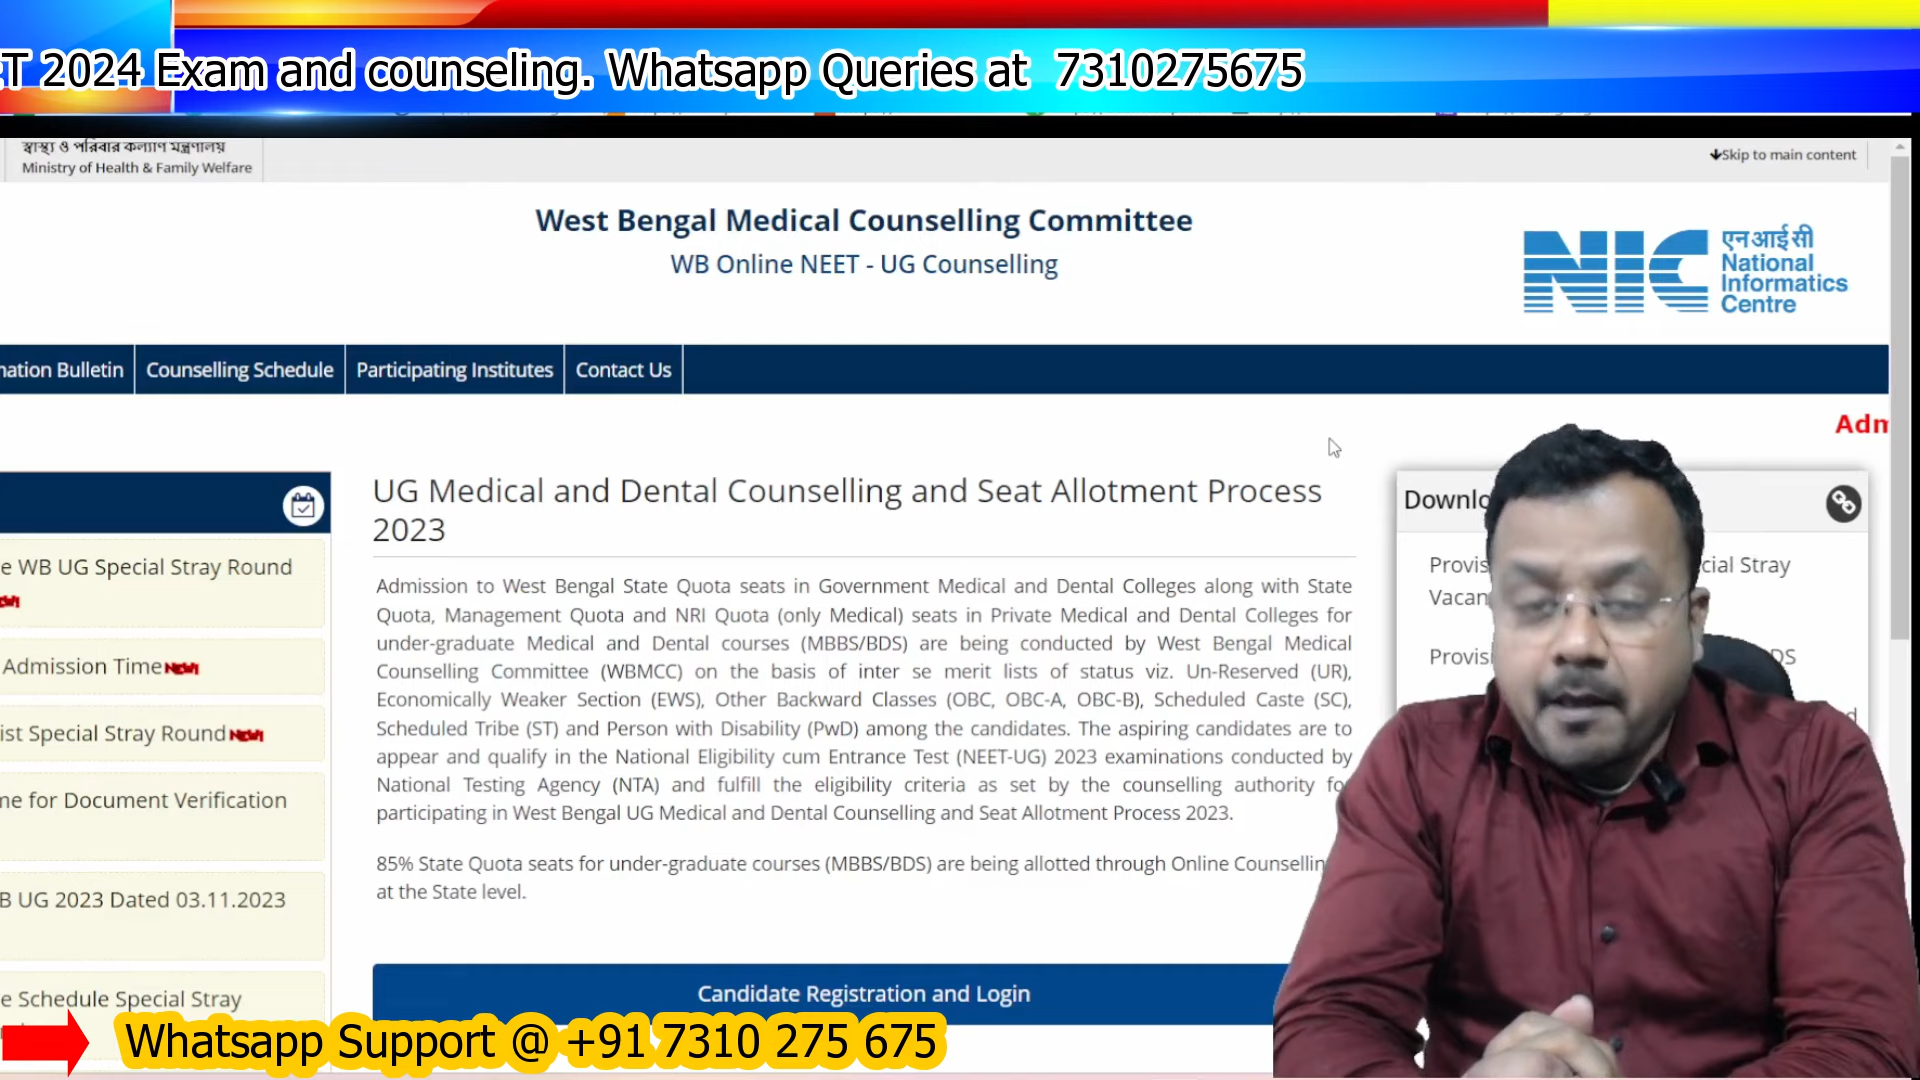 T 2024 Exam and counseling. Whatsapp Queries at 7310275675
স্বাস্থ্য ও পরিবার কল্যাণ মন্ত্রণালয়
Ministry of Health & Family Welfare
Skip to main content
West Bengal Medical Counselling Committee
WB Online NEET - UG Counselling
NIC
एन आई सी
National
Informatics
Centre
nation Bulletin
Counselling Schedule
Participating Institutes
Contact Us
Adm
e WB UG Special Stray Round
NEW!
Admission Time NEW!
ist Special Stray Round NEW!
me for Document Verification
B UG 2023 Dated 03.11.2023
e Schedule Special Stray
UG Medical and Dental Counselling and Seat Allotment Process
2023
Admission to West Bengal State Quota seats in Government Medical and Dental Colleges along with State
Quota, Management Quota and NRI Quota (only Medical) seats in Private Medical and Dental Colleges for
under-graduate Medical and Dental courses (MBBS/BDS) are being conducted by West Bengal Medical
Counselling Committee (WBMCC) on the basis of inter se merit lists of status viz. Un-Reserved (UR),
Economically Weaker Section (EWS), Other Backward Classes (OBC, OBC-A, OBC-B), Scheduled Caste (SC),
Scheduled Tribe (ST) and Person with Disability (PwD) among the candidates. The aspiring candidates are to
appear and qualify in the National Eligibility cum Entrance Test (NEET-UG) 2023 examinations conducted by
National Testing Agency (NTA) and fulfill the eligibility criteria as set by the counselling authority fo
participating in West Bengal UG Medical and Dental Counselling and Seat Allotment Process 2023.
85% State Quota seats for under-graduate courses (MBBS/BDS) are being allotted through Online Counsellin
at the State level.
Candidate Registration and Login
Downlo
Provis cial Stray
Vacan
Provisi DS
d
Whatsapp Support @ +91 7310 275 675